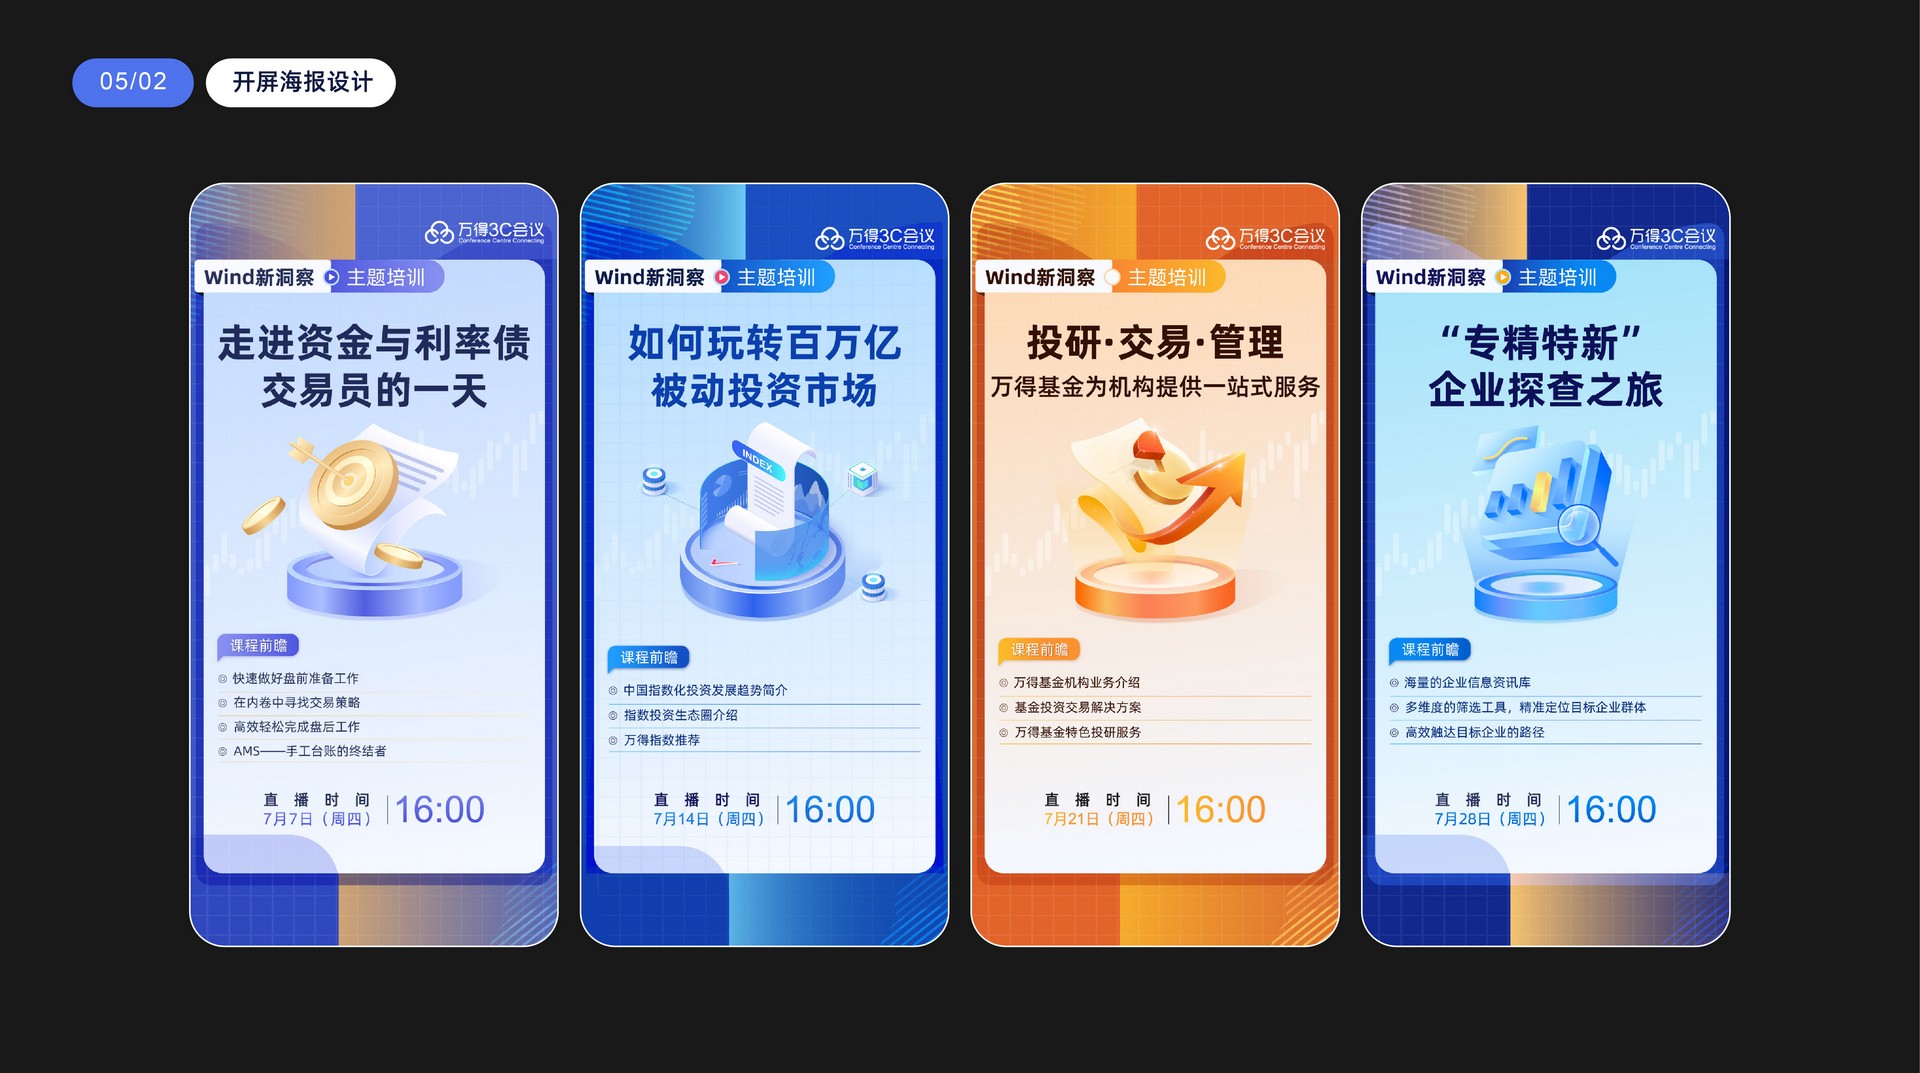 05/02
开屏海报设计
万得3C会议
Conference Centre Connecting
Wind新洞察
主题培训
走进资金与利率债
交易员的一天
课程前瞻
快速做好盘前准备工作
在内卷中寻找交易策略
高效轻松完成盘后工作
AMS——手工台账的终结者
直播时间
7月7日（周四）
16:00
万得3C会议
Conference Centre Connecting
Wind新洞察
主题培训
如何玩转百万亿
被动投资市场
INDEX
课程前瞻
中国指数化投资发展趋势简介
指数投资生态圈介绍
万得指数推荐
直播时间
7月14日（周四）
16:00
万得3C会议
Conference Centre Connecting
Wind新洞察
主题培训
投研·交易·管理
万得基金为机构提供一站式服务
课程前瞻
万得基金机构业务介绍
基金投资交易解决方案
万得基金特色投研服务
直播时间
7月21日（周四）
16:00
万得3C会议
Conference Centre Connecting
Wind新洞察
主题培训
“专精特新”
企业探查之旅
课程前瞻
海量的企业信息资讯库
多维度的筛选工具，精准定位目标企业群体
高效触达目标企业的路径
直播时间
7月28日（周四）
16:00